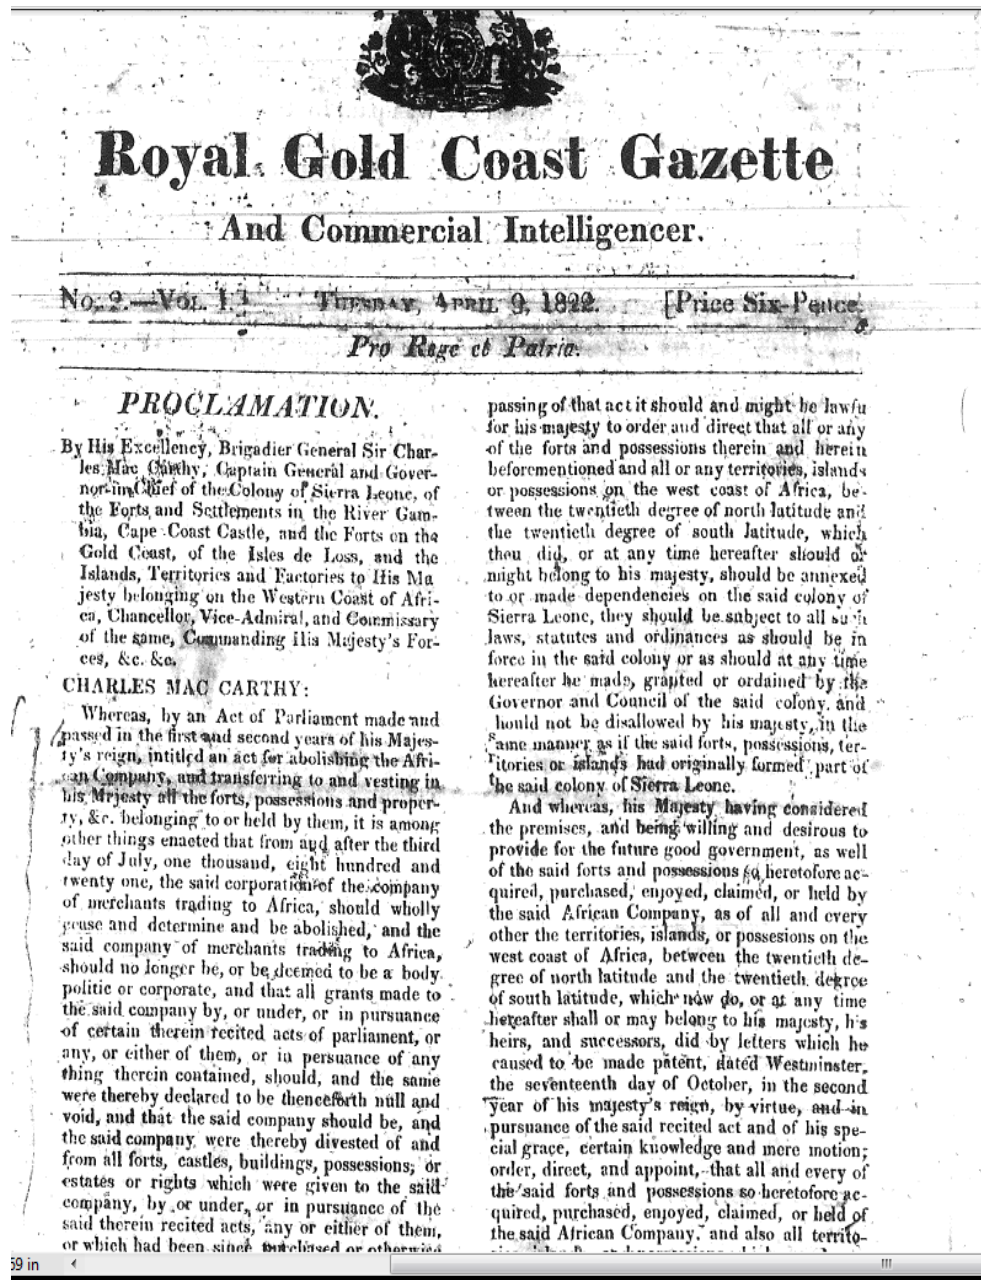 Royal Gold Coast Gazette
And Commercial Intelligencer.
No. 2.—VOL. I.] TUESDAY, APRIL 9, 1822. [Price Six-Pence.
Pro Rege et Patria.
PROCLAMATION.
By His Excellency, Brigadier General Sir Char-
les Mac Carthy, Captain General and Gover-
nor-in-Chief of the Colony of Sierra Leone, of
the Forts and Settlements in the River Gam-
bia, Cape Coast Castle, and the Forts on the
Gold Coast, of the Isles de Loss, and the
Islands, Territories and Factories to His Ma
jesty belonging on the Western Coast of Afri-
ca, Chancellor, Vice-Admiral, and Commissary
of the same, Commanding His Majesty's For-
ces, &c. &c.
CHARLES MAC CARTHY:
Whereas, by an Act of Parliament made and
passed in the first and second years of his Majes-
ty's reign, intitled an act for abolishing the Afri-
can Company, and transferring to and vesting in
his Mrjesty all the forts, possessions and proper-
ty, &c. belonging to or held by them, it is among
other things enacted that from aud after the third
day of July, one thousand, eight hundred and
twenty one, the said corporation of the company
of merchants trading to Africa, should wholly
cease and determine and be abolished, and the
said company of merchants trading to Africa,
should no longer be, or be deemed to be a body
politic or corporate, and that all grants made to
the said company by, or under, or in pursuance
of certain therein recited acts of parliament, or
any, or either of them, or in persuance of any
thing therein contained, should, and the same
were thereby declared to be thenceforth null and
void, and that the said company should be, and
the said company were thereby divested of and
from all forts, castles, buildings, possessions, or
estates or rights which were given to the said
company, by or under, or in pursuance of the
said therein recited acts, any or either of them,
or which had been since purchased or otherwise
passing of that act it should and might be lawfu
for his majesty to order and direct that all or any
of the forts and possessions therein and herein
beforementioned and all or any territories, islands
or possessions on the west coast of Africa, be-
tween the twentieth degree of north latitude and
the twentieth degree of south latitude, which
then did, or at any time hereafter should or
might belong to his majesty, should be annexed
to or made dependencies on the said colony of
Sierra Leone, they should be subject to all such
laws, statutes and ordinances as should be in
force in the said colony or as should at any time
hereafter be made, granted or ordained by the
Governor and Council of the said colony, and
hould not be disallowed by his majesty, in the
same manner as if the said forts, possessions, ter-
ritories or islands had originally formed part of
the said colony of Sierra Leone.
And whereas, his Majesty having considered
the premises, and being willing and desirous to
provide for the future good government, as well
of the said forts and possessions so heretofore ac-
quired, purchased, enjoyed, claimed, or held by
the said African Company, as of all and every
other the territories, islands, or possesions on the
west coast of Africa, between the twentieth de-
gree of north latitude and the twentieth degree
of south latitude, which now do, or at any time
hereafter shall or may belong to his majesty, h's
heirs, and successors, did by letters which he
caused to be made patent, dated Westminster,
the seventeenth day of October, in the second
year of his majesty's reign, by virtue, and in
pursuance of the said recited act and of his spe-
cial grace, certain knowledge and mere motion;
order, direct, and appoint, that all and every of
the said forts and possessions so heretofore ac-
quired, purchased, enjoyed, claimed, or held of
the said African Company, and also all territo-
59 in